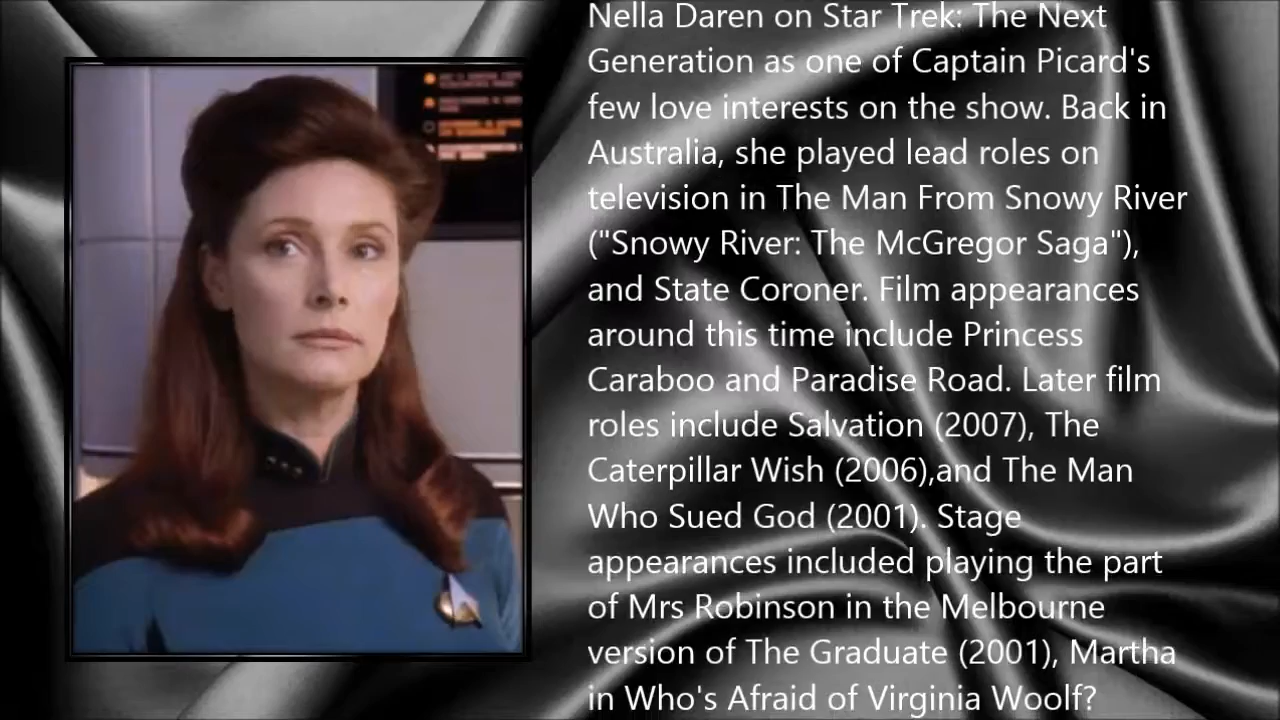 Nella Daren on Star Trek: The Next
Generation as one of Captain Picard's
few love interests on the show. Back in
Australia, she played lead roles on
television in The Man From Snowy River
("Snowy River: The McGregor Saga"),
and State Coroner. Film appearances
around this time include Princess
Caraboo and Paradise Road. Later film
roles include Salvation (2007), The
Caterpillar Wish (2006),and The Man
Who Sued God (2001). Stage
appearances included playing the part
of Mrs Robinson in the Melbourne
version of The Graduate (2001), Martha
in Who's Afraid of Virginia Woolf?